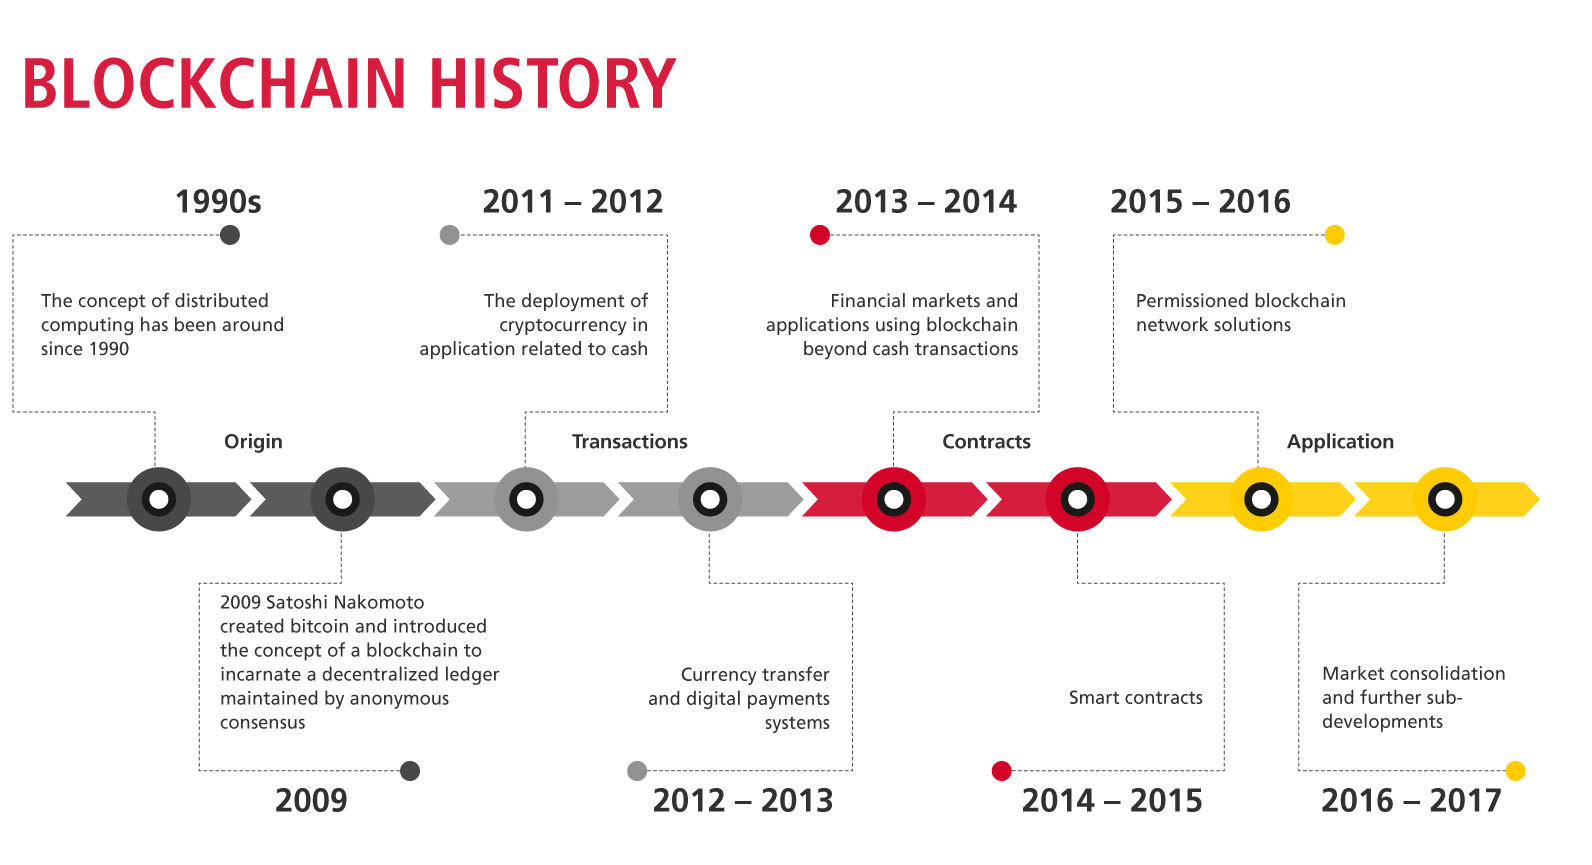 BLOCKCHAIN HISTORY
1990s
The concept of distributed
computing has been around
since 1990
2011 – 2012
The deployment of
cryptocurrency in
application related to cash
2013 – 2014
Financial markets and
applications using blockchain
beyond cash transactions
2015 – 2016
Permissioned blockchain
network solutions
Origin
Transactions
Contracts
Application
2009 Satoshi Nakomoto
created bitcoin and introduced
the concept of a blockchain to
incarnate a decentralized ledger
maintained by anonymous
consensus
2009
Currency transfer
and digital payments
systems
2012 – 2013
Smart contracts
2014 – 2015
Market consolidation
and further sub-
developments
2016 – 2017